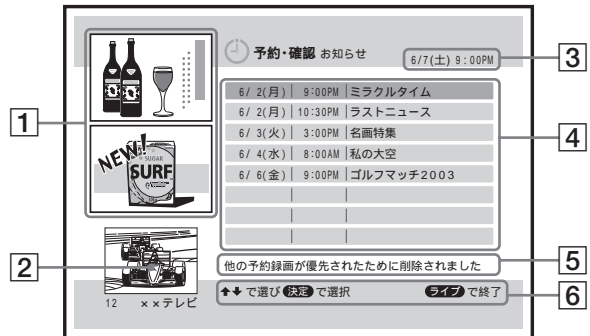 予約・確認 お知らせ
6/7(土) 9:00PM
6/ 2(月) 9:00PM ミラクルタイム
6/ 2(月) 10:30PM ラストニュース
6/ 3(火) 3:00PM 名画特集
6/ 4(水) 8:00AM 私の大空
6/ 6(金) 9:00PM ゴルフマッチ2003
他の予約録画が優先されたために削除されました
で選び 決定 で選択 ライブ で終了
NEW!
SUGAR
SURF
12 ××テレビ
1
2
3
4
5
6